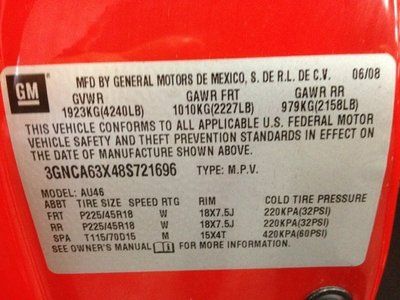 GM
MFD BY GENERAL MOTORS DE MEXICO, S. DE R.L. DE C.V. 06/08
GVWR GAWR FRT GAWR RR
1923KG(4240LB) 1010KG(2227LB) 979KG(2158LB)
THIS VEHICLE CONFORMS TO ALL APPLICABLE U.S. FEDERAL MOTOR
VEHICLE SAFETY AND THEFT PREVENTION STANDARDS IN EFFECT ON
THE DATE OF MANUFACTURE SHOWN ABOVE.
3GNCA63X48S721696 TYPE: M.P.V.
MODEL: AU46
ABBT TIRE SIZE SPEED RTG RIM COLD TIRE PRESSURE
FRT P225/45R18 W 18X7.5J 220KPA(32PSI)
RR P225/45R18 W 18X7.5J 220KPA(32PSI)
SPA T115/70D15 M 15X4T 420KPA(60PSI)
SEE OWNER'S MANUAL FOR MORE INFORMATION.